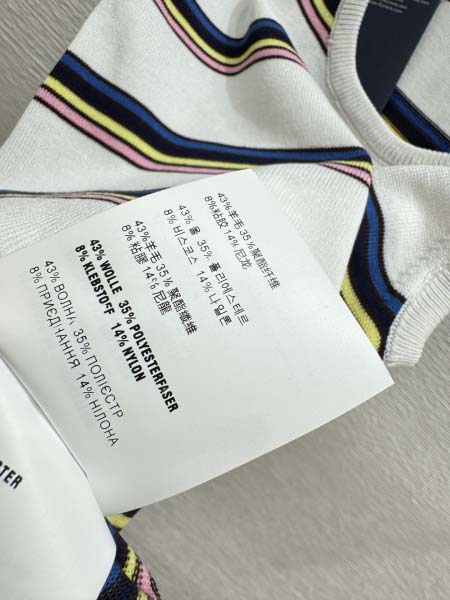 43%羊毛 35%聚酯纤维
8%粘胶 14%尼龙
43% 울 35% 폴리에스테르
8% 비스코스 14% 나일론
43%羊毛 35%聚酯纖維
8%粘膠 14%尼龍
43% WOLLE 35% POLYESTERFASER
8% KLEBSTOFF 14% NYLON
43% ВОЛНА 35% ПОЛІЄСТР
8% ПРИЄДІНАННЯ 14% НІЛОНА